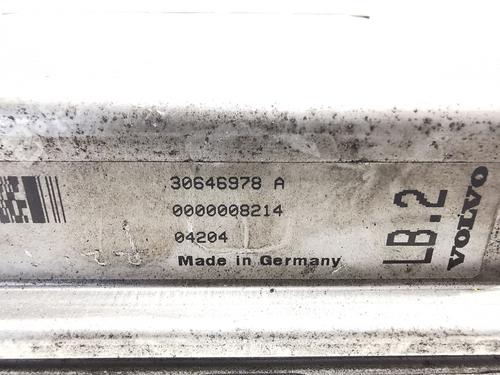 30646978 A
0000008214
04204
Made in Germany
LB.2
VOLVO